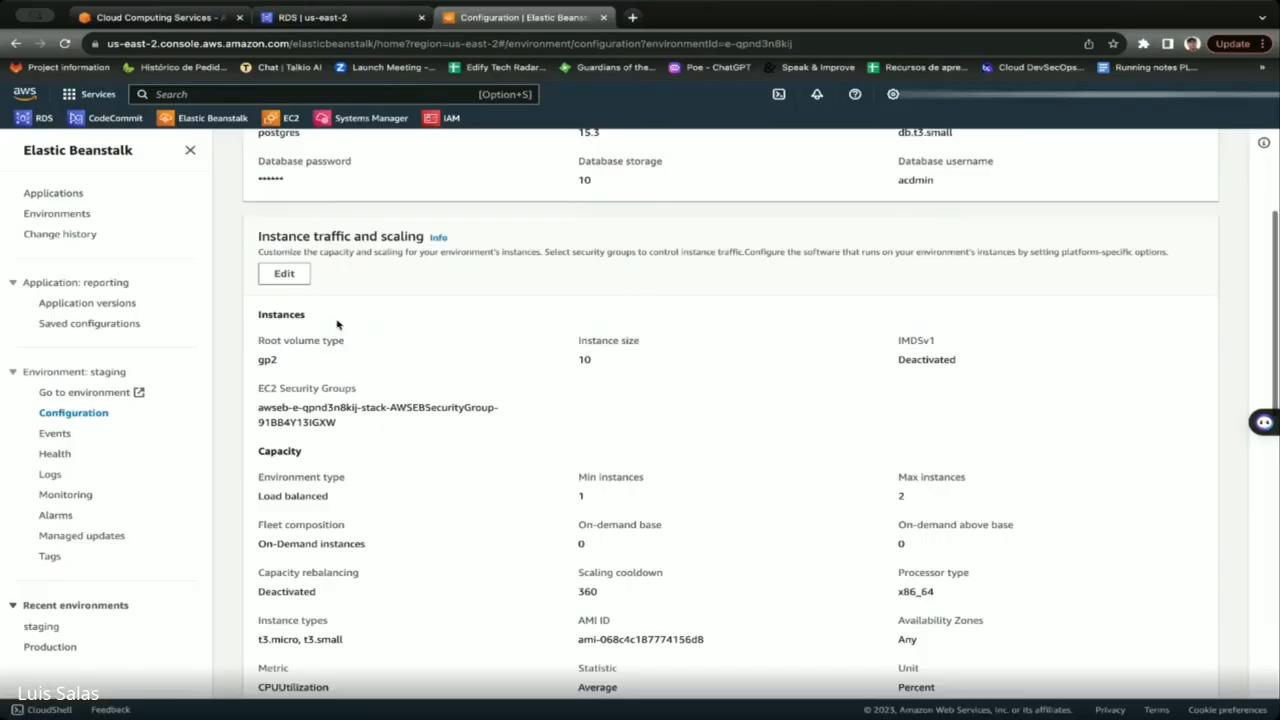 Cloud Computing Services - A
RDS | us-east-2
Configuration | Elastic Beanst
us-east-2.console.aws.amazon.com/elasticbeanstalk/home?region=us-east-2#/environment/configuration?environmentId=e-qpnd3n8kij
Update
Project information
Histórico de Pedid...
Chat | Talkio AI
Launch Meeting -...
Edify Tech Radar...
Guardians of the...
Poe - ChatGPT
Speak & Improve
Recursos de apre...
Cloud DevSecOps...
Running notes PL...
»
aws
Services
Search
[Option+S]
RDS
CodeCommit
Elastic Beanstalk
EC2
Systems Manager
IAM
Elastic Beanstalk
Applications
Environments
Change history
Application: reporting
Application versions
Saved configurations
Environment: staging
Go to environment
Configuration
Events
Health
Logs
Monitoring
Alarms
Managed updates
Tags
Recent environments
staging
Production
postgres
15.3
db.t3.small
Database password
Database storage
Database username
******
10
acdmin
Instance traffic and scaling Info
Customize the capacity and scaling for your environment's instances. Select security groups to control instance traffic.Configure the software that runs on your environment's instances by setting platform-specific options.
Edit
Instances
Root volume type
Instance size
IMDSv1
gp2
10
Deactivated
EC2 Security Groups
awseb-e-qpnd3n8kij-stack-AWSEBSecurityGroup-
91BB4Y13IGXW
Capacity
Environment type
Min instances
Max instances
Load balanced
1
2
Fleet composition
On-demand base
On-demand above base
On-Demand instances
0
0
Capacity rebalancing
Scaling cooldown
Processor type
Deactivated
360
x86_64
Instance types
AMI ID
Availability Zones
t3.micro, t3.small
ami-068c4c187774156d8
Any
Metric
Statistic
Unit
CPUUtilization
Average
Percent
Luis Salas
CloudShell
Feedback
© 2023, Amazon Web Services, Inc. or its affiliates.
Privacy
Terms
Cookie preferences